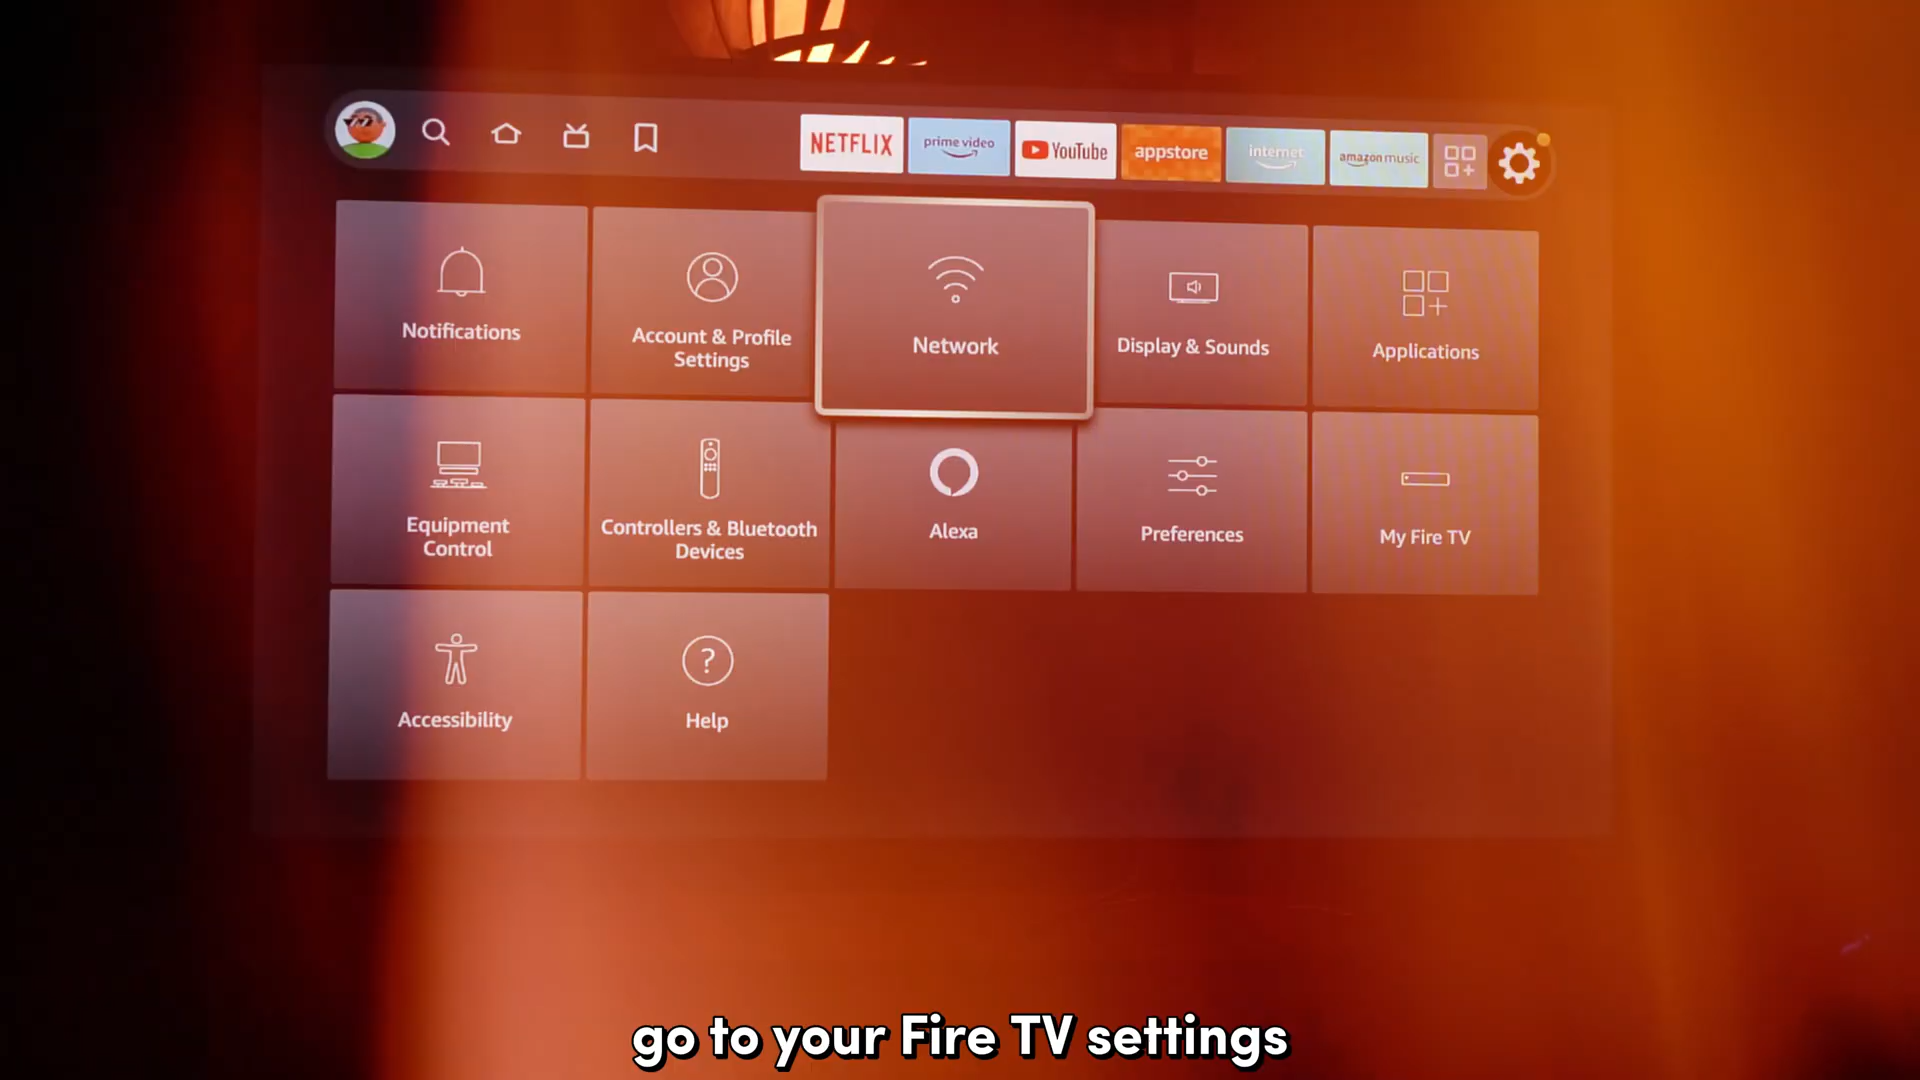 NETFLIX
prime video
YouTube
appstore
internet
amazon music
Notifications
Account & Profile
Settings
Network
Display & Sounds
Applications
Equipment
Control
Controllers & Bluetooth
Devices
Alexa
Preferences
My Fire TV
Accessibility
?
Help
go to your Fire TV settings